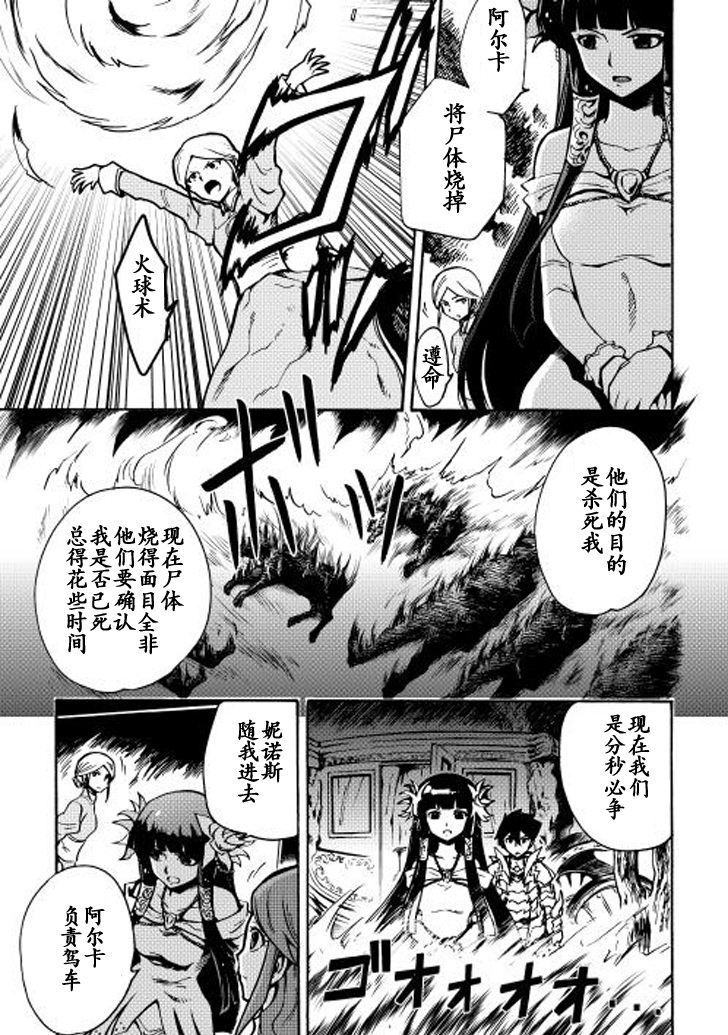 阿尔卡
将尸体烧掉
遵命
ゴ
火球术
他们的目的
是杀死我
ボボ
现在尸体
烧得面目全非
他们要确认
我是否已死
总得花些时间
现在我们
是分秒必争
ゴォォォォ・・・
妮诺斯
随我进去
阿尔卡
负责驾车